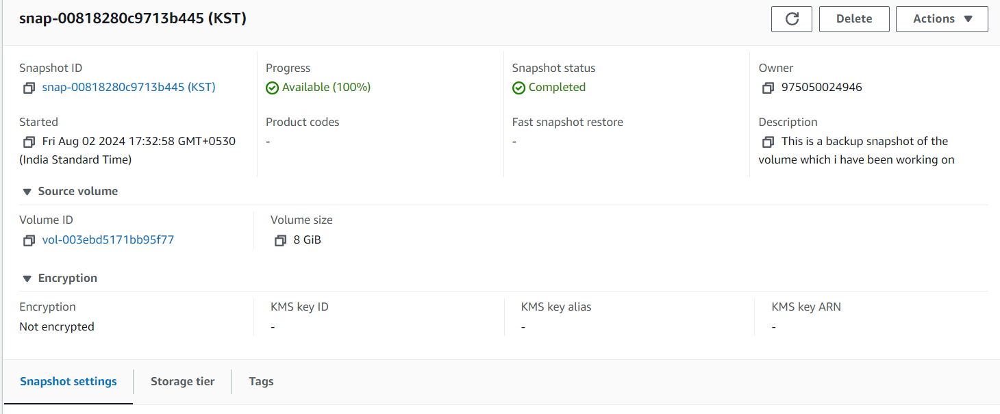 snap-00818280c9713b445 (KST)
Delete
Actions
Snapshot ID
snap-00818280c9713b445 (KST)
Progress
Available (100%)
Snapshot status
Completed
Owner
975050024946
Started
Fri Aug 02 2024 17:32:58 GMT+0530
(India Standard Time)
Product codes
-
Fast snapshot restore
-
Description
This is a backup snapshot of the
volume which i have been working on
Source volume
Volume ID
vol-003ebd5171bb95f77
Volume size
8 GiB
Encryption
Encryption
Not encrypted
KMS key ID
-
KMS key alias
-
KMS key ARN
-
Snapshot settings
Storage tier
Tags